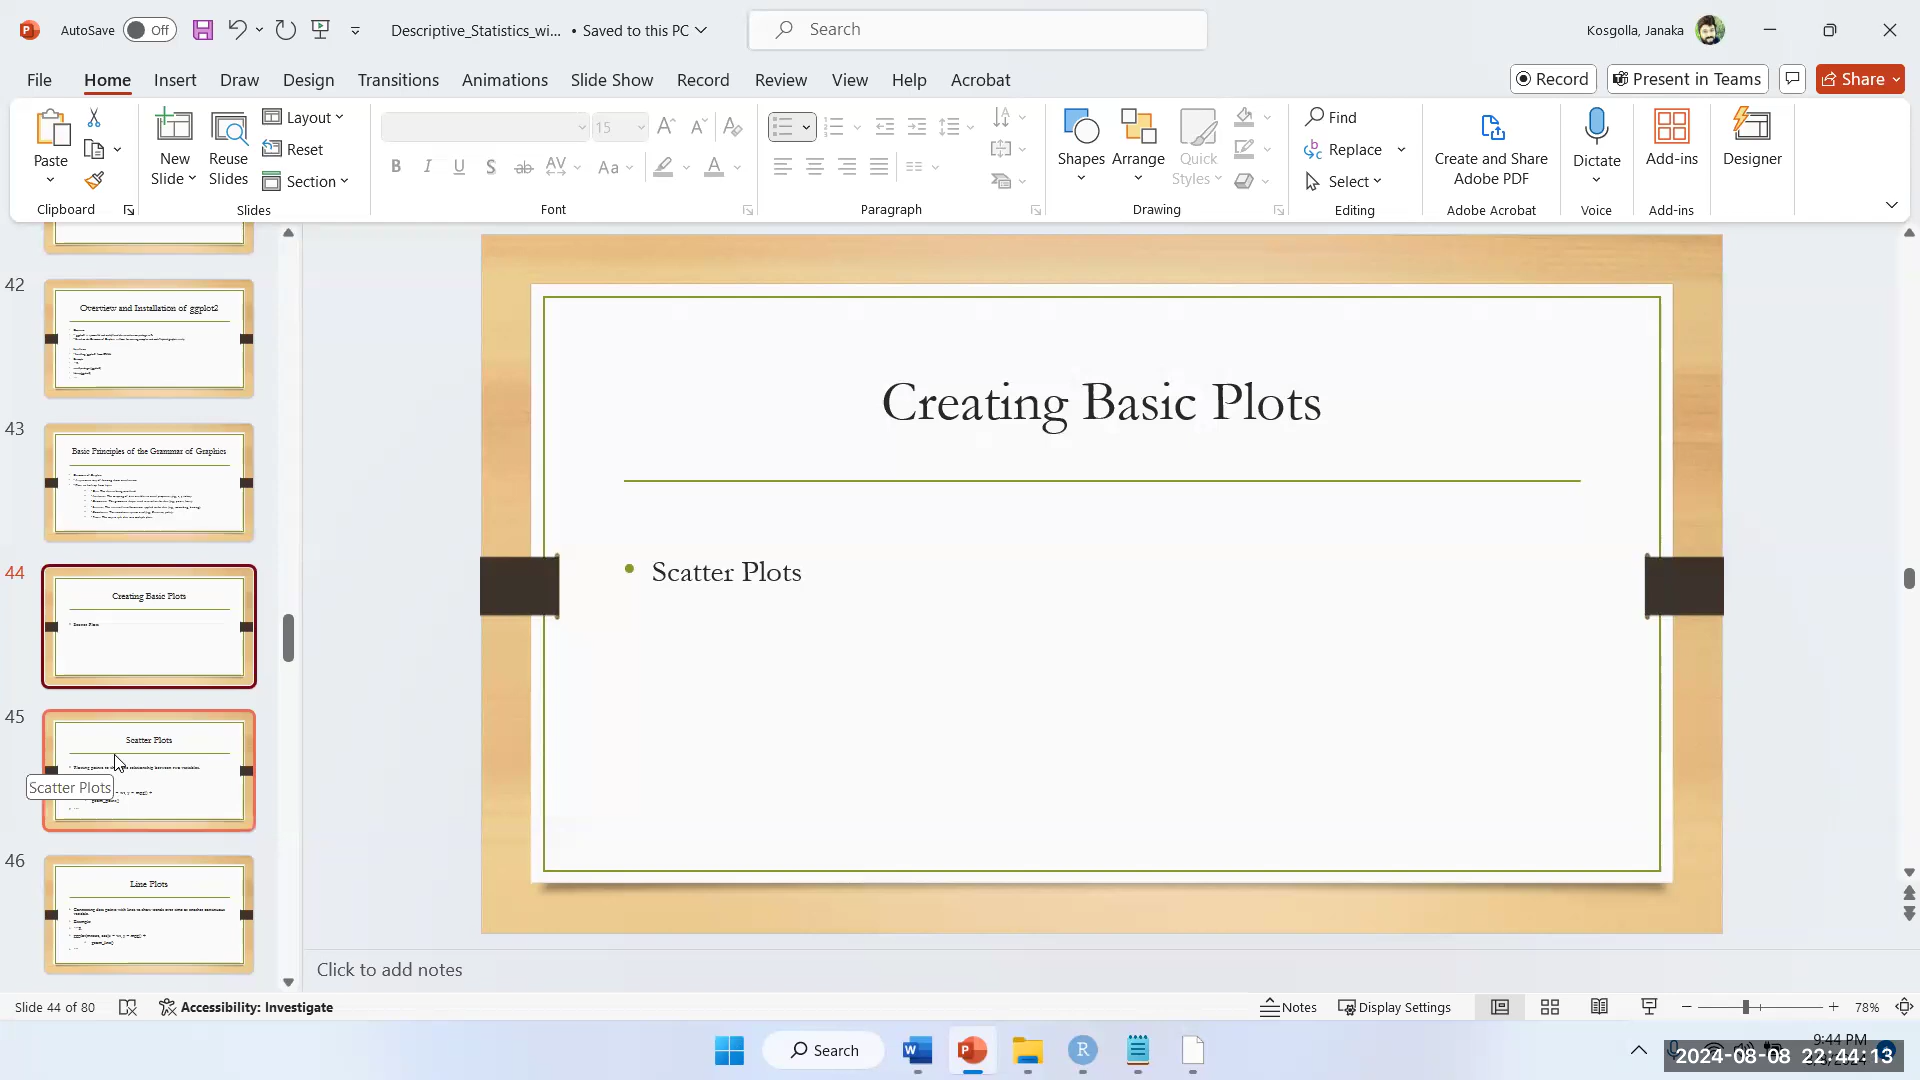 AutoSave Off Descriptive_Statistics_wi... • Saved to this PC Search Kosgolla, Janaka
File Home Insert Draw Design Transitions Animations Slide Show Record Review View Help Acrobat Record Present in Teams Share
Paste
New Slide
Reuse Slides
Layout
Reset
Section
15
B I U S ab AV Aa A
Shapes
Arrange
Quick Styles
Find
Replace
Select
Create and Share Adobe PDF
Dictate
Add-ins
Designer
Clipboard Slides Font Paragraph Drawing Editing Adobe Acrobat Voice Add-ins
42
Overview and Installation of ggplot2
43
Basic Principles of the Grammar of Graphics
44
Creating Basic Plots
• Scatter Plots
45
Scatter Plots
Scatter Plots
46
Line Plots
Creating Basic Plots
• Scatter Plots
Click to add notes
Slide 44 of 80 Accessibility: Investigate Notes Display Settings 78%
Search
9:44 PM
2024-08-08 22:44:13